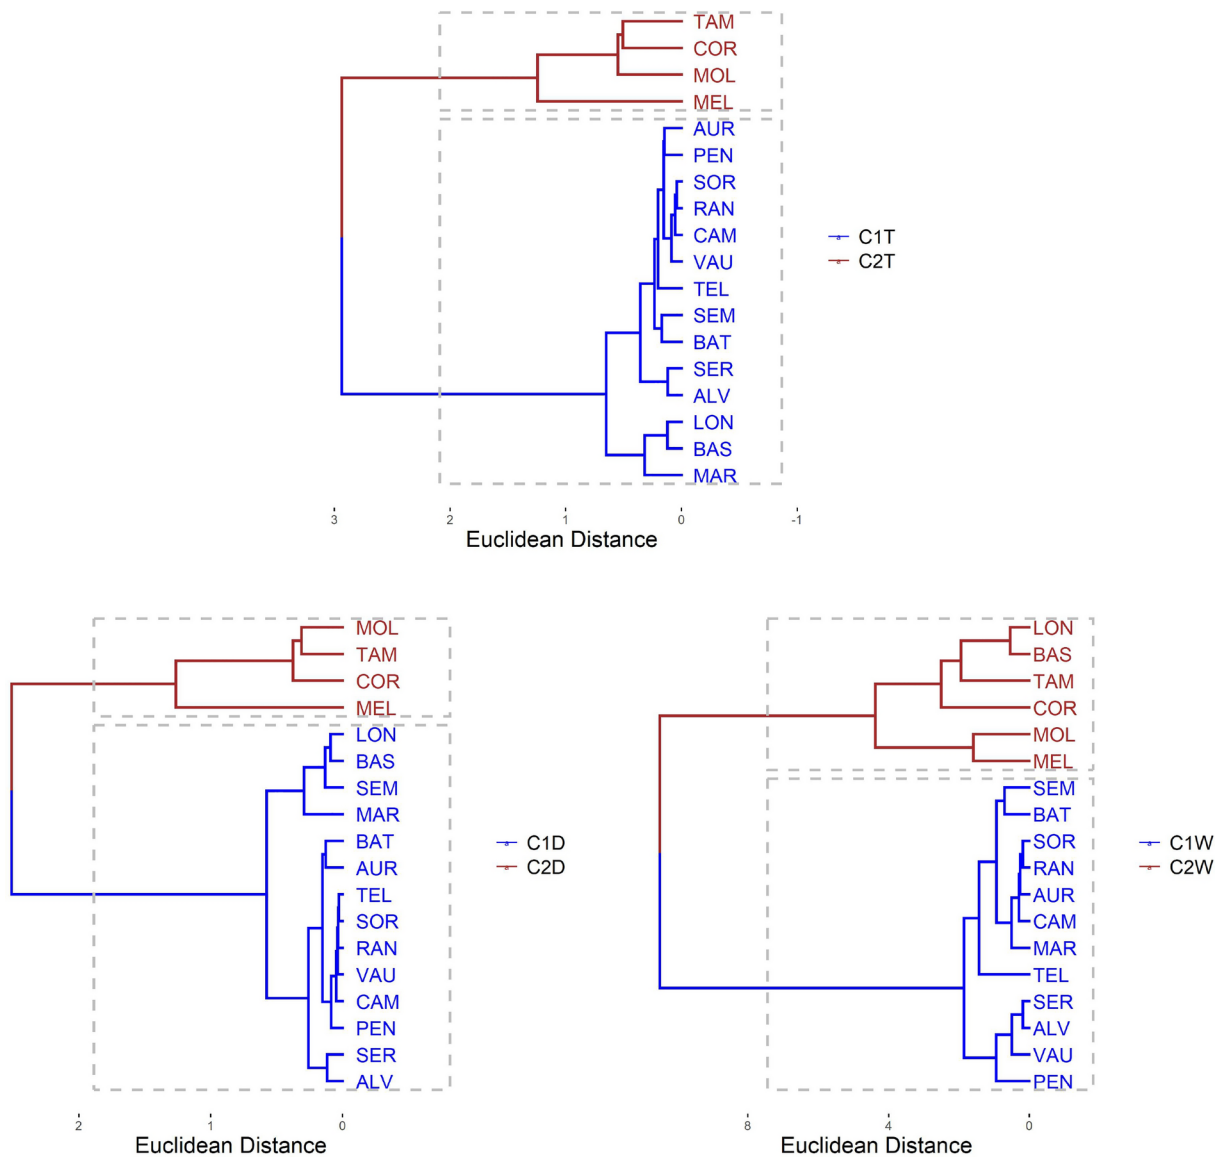 TAM
COR
MOL
MEL
AUR
PEN
SOR
RAN
CAM
VAU
TEL
SEM
BAT
SER
ALV
LON
BAS
MAR
C1T
C2T
3 2 1 0 -1
Euclidean Distance
MOL
TAM
COR
MEL
LON
BAS
SEM
MAR
BAT
AUR
TEL
SOR
RAN
VAU
CAM
PEN
SER
ALV
C1D
C2D
2 1 0
Euclidean Distance
LON
BAS
TAM
COR
MOL
MEL
SEM
BAT
SOR
RAN
AUR
CAM
MAR
TEL
SER
ALV
VAU
PEN
C1W
C2W
8 4 0
Euclidean Distance